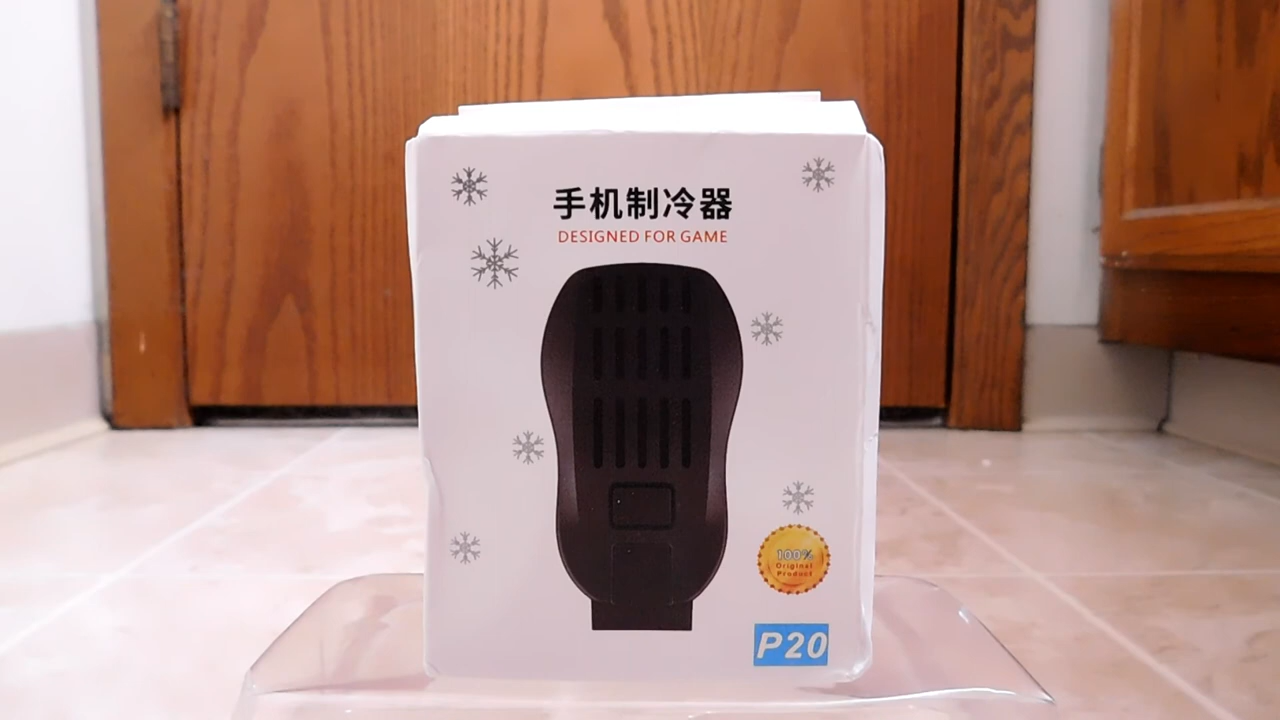 手机制冷器
DESIGNED FOR GAME
100%
Original
Product
P20